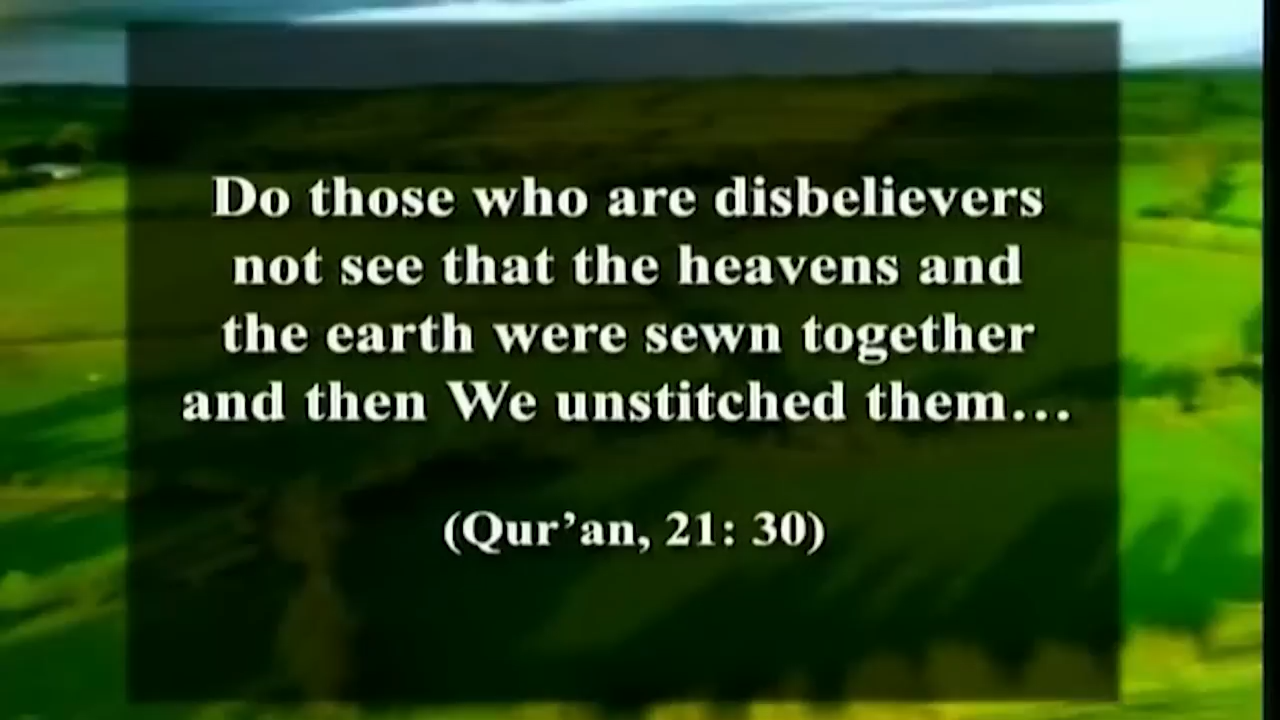 Do those who are disbelievers
not see that the heavens and
the earth were sewn together
and then We unstitched them...
(Qur’an, 21: 30)